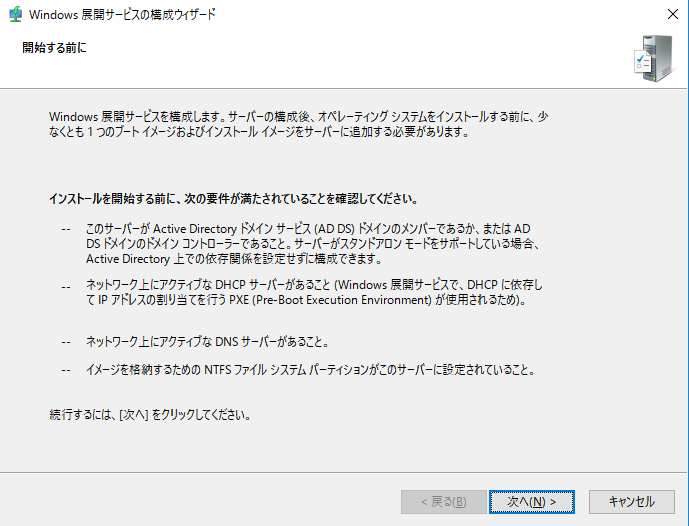 Windows 展開サービスの構成ウィザード
開始する前に
Windows 展開サービスを構成します。サーバーの構成後、オペレーティング システムをインストールする前に、少
なくとも 1 つのブート イメージおよびインストール イメージをサーバーに追加する必要があります。
インストールを開始する前に、次の要件が満たされていることを確認してください。
-- このサーバーが Active Directory ドメイン サービス (AD DS) ドメインのメンバーであるか、または AD
DS ドメインのドメイン コントローラーであること。サーバーがスタンドアロン モードをサポートしている場合、
Active Directory 上での依存関係を設定せずに構成できます。
-- ネットワーク上にアクティブな DHCP サーバーがあること (Windows 展開サービスで、DHCP に依存し
て IP アドレスの割り当てを行う PXE (Pre-Boot Execution Environment) が使用されるため)。
-- ネットワーク上にアクティブな DNS サーバーがあること。
-- イメージを格納するための NTFS ファイル システム パーティションがこのサーバーに設定されていること。
続行するには、[次へ] をクリックしてください。
< 戻る(B) 次へ(N) > キャンセル